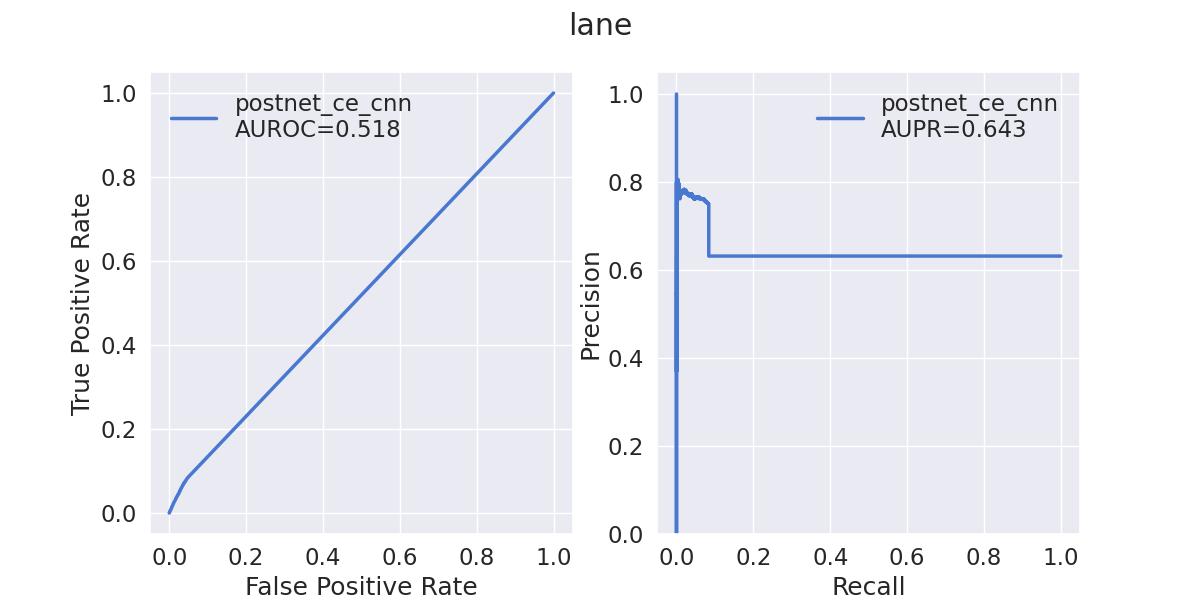 lane
True Positive Rate
1.0
0.8
0.6
0.4
0.2
0.0
postnet_ce_cnn
AUROC=0.518
0.0 0.2 0.4 0.6 0.8 1.0
False Positive Rate
Precision
1.0
0.8
0.6
0.4
0.2
0.0
postnet_ce_cnn
AUPR=0.643
0.0 0.2 0.4 0.6 0.8 1.0
Recall